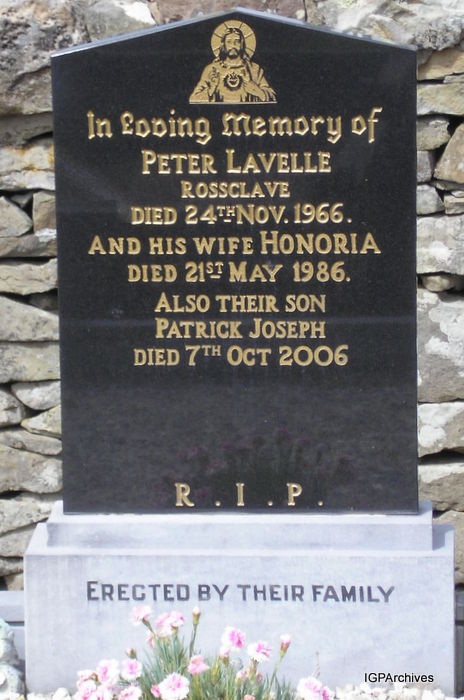 In Loving Memory of
PETER LAVELLE
ROSSCLAVE
DIED 24TH NOV. 1966.
AND HIS WIFE HONORIA
DIED 21ST MAY 1986.
ALSO THEIR SON
PATRICK JOSEPH
DIED 7TH OCT 2006
R.I.P.
ERECTED BY THEIR FAMILY
IGPArchives